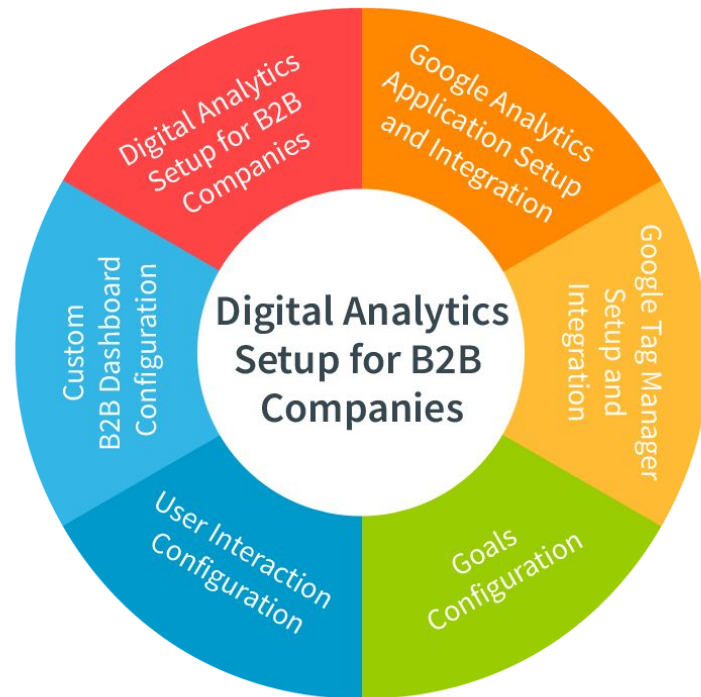 Digital Analytics
Setup for B2B
Companies
Google Analytics
Application Setup
and Integration
Google Tag Manager
Setup and
Integration
Goals
Configuration
User Interaction
Configuration
Custom
B2B Dashboard
Configuration
Digital Analytics
Setup for B2B
Companies